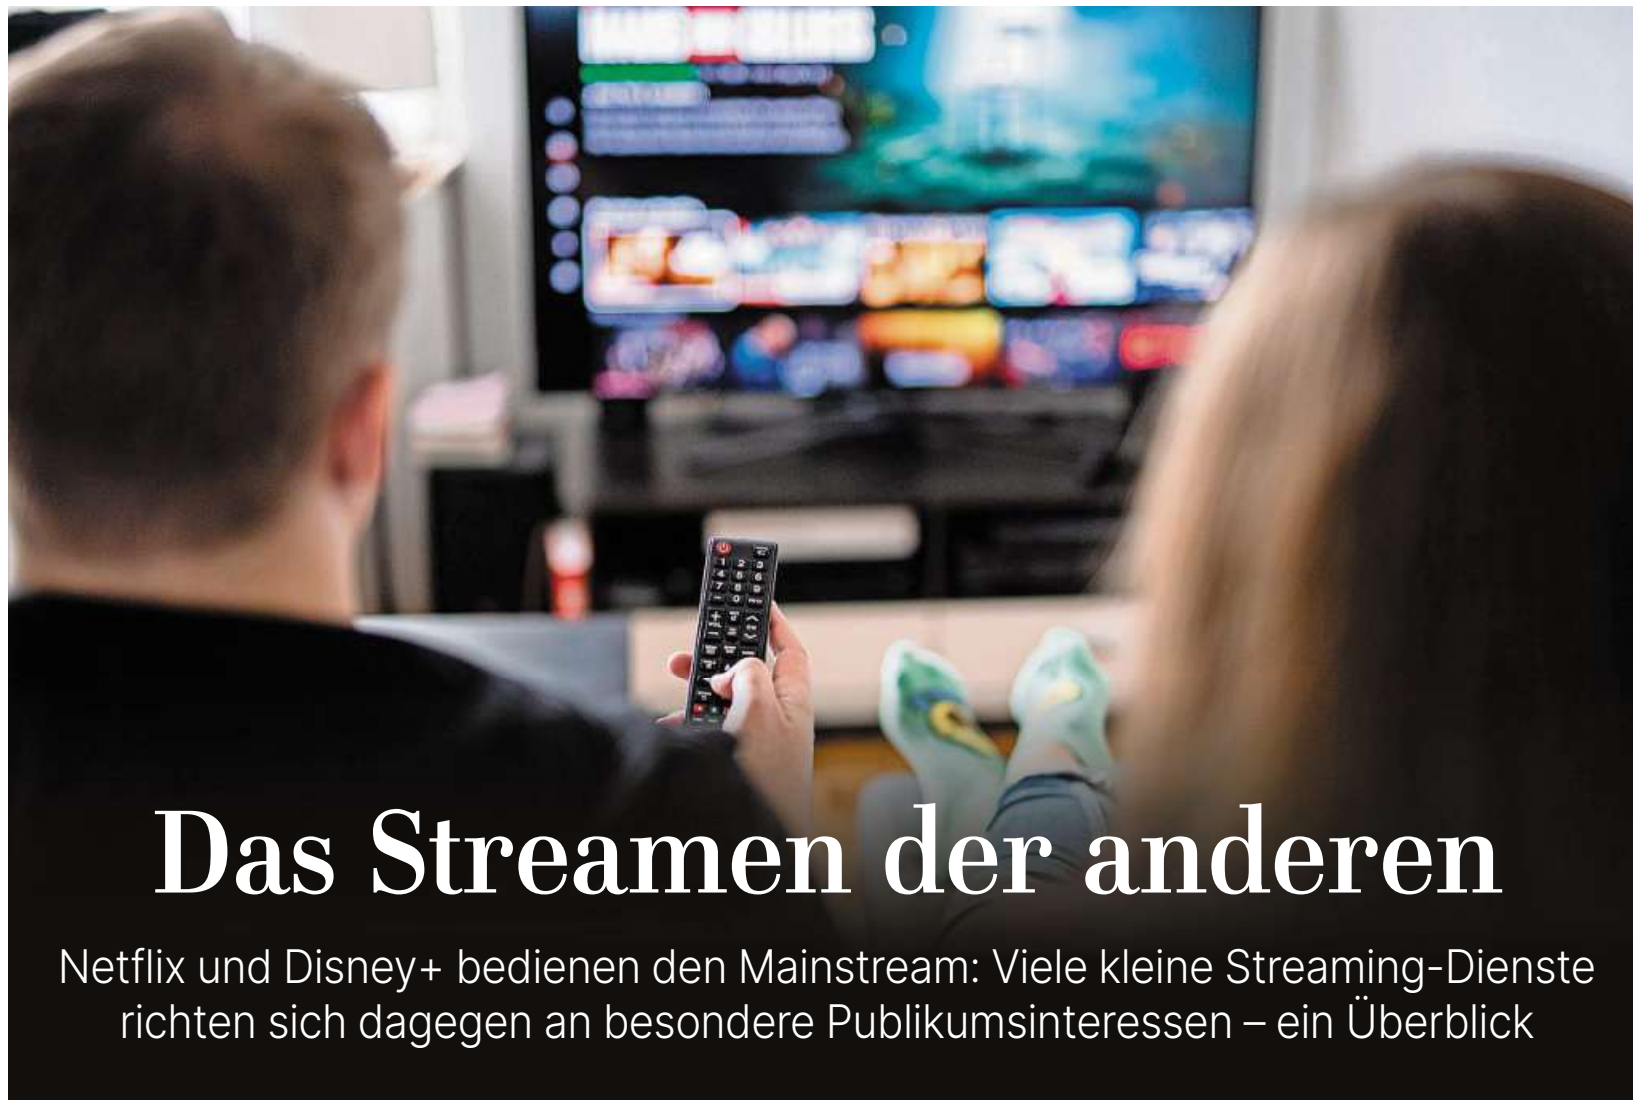 Das Streamen der anderen
Netflix und Disney+ bedienen den Mainstream: Viele kleine Streaming-Dienste
richten sich dagegen an besondere Publikumsinteressen – ein Überblick